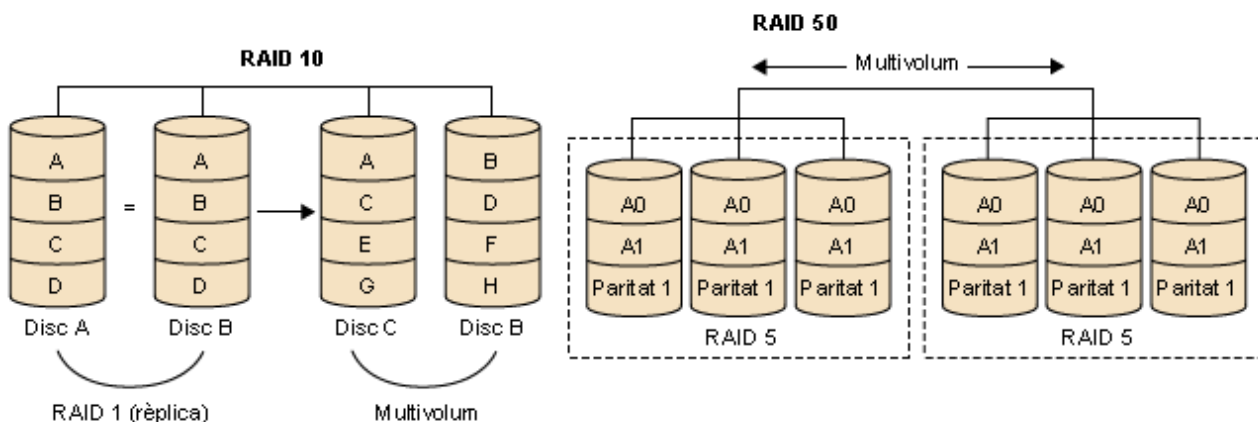 RAID 10
A
B
C
D
Disc A
=
A
B
C
D
Disc B
RAID 1 (rèplica)
A
C
E
G
Disc C
B
D
F
H
Disc B
Multivolum
RAID 50
Multivolum
A0
A1
Paritat 1
A0
A1
Paritat 1
A0
A1
Paritat 1
RAID 5
A0
A1
Paritat 1
A0
A1
Paritat 1
A0
A1
Paritat 1
RAID 5